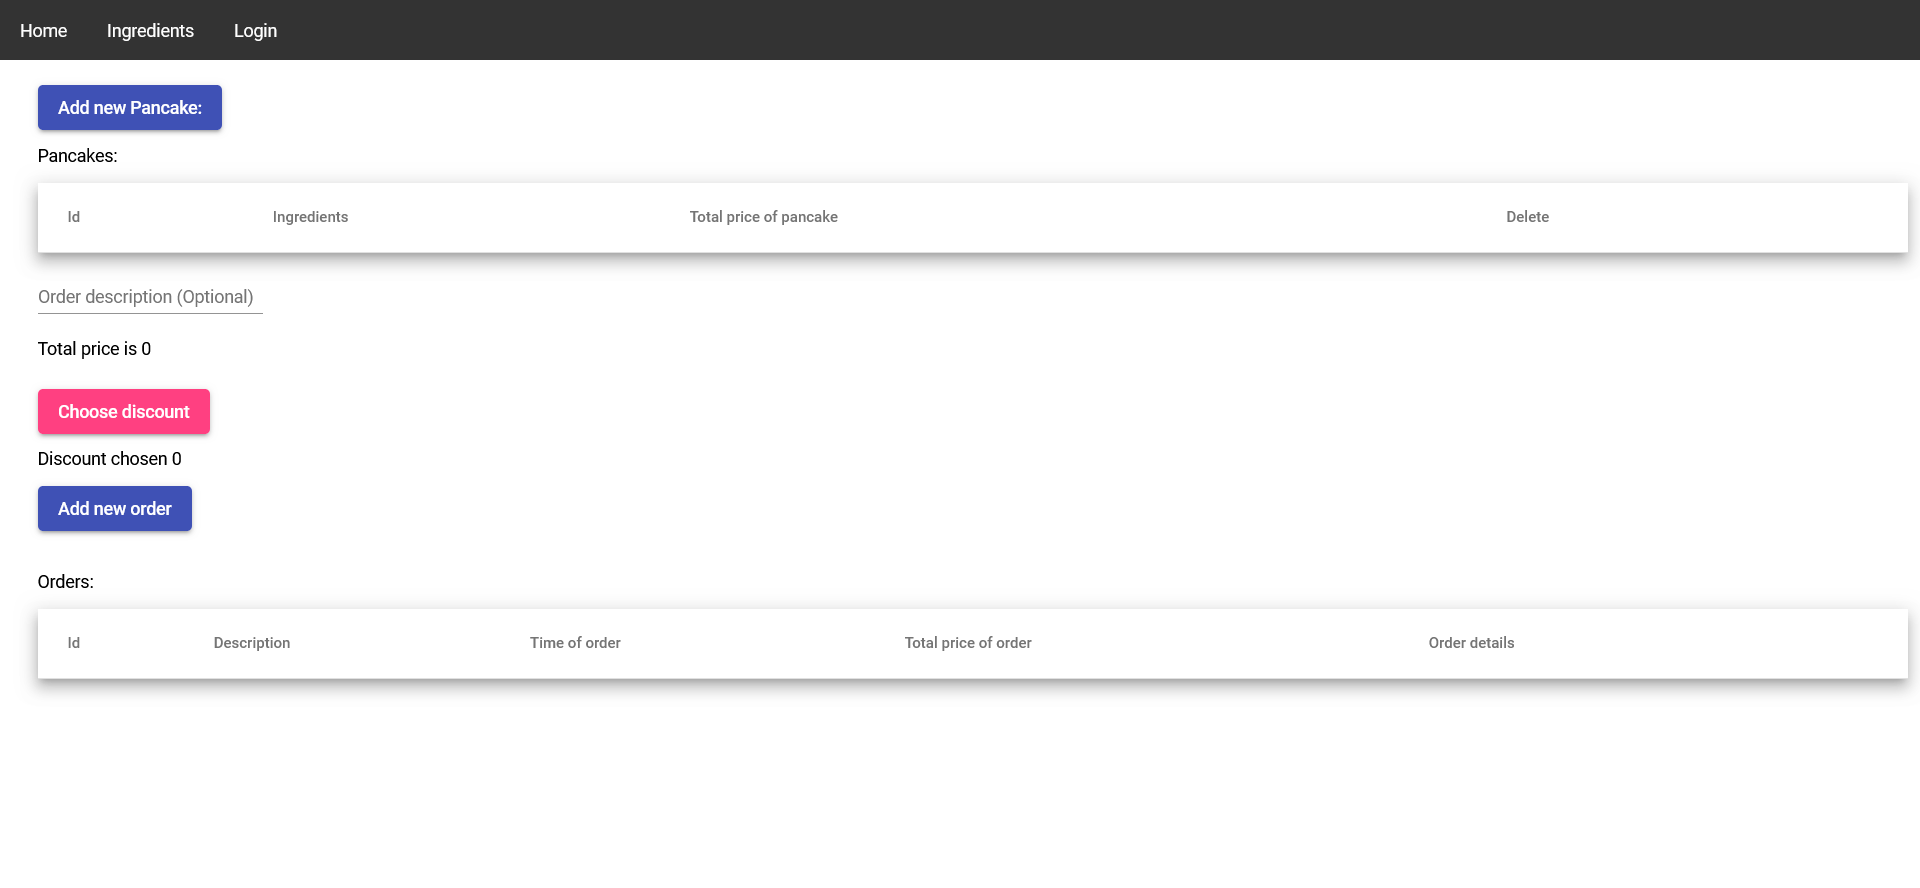 Home Ingredients Login
Add new Pancake:
Pancakes:
Id Ingredients Total price of pancake Delete
Order description (Optional)
Total price is 0
Choose discount
Discount chosen 0
Add new order
Orders:
Id Description Time of order Total price of order Order details